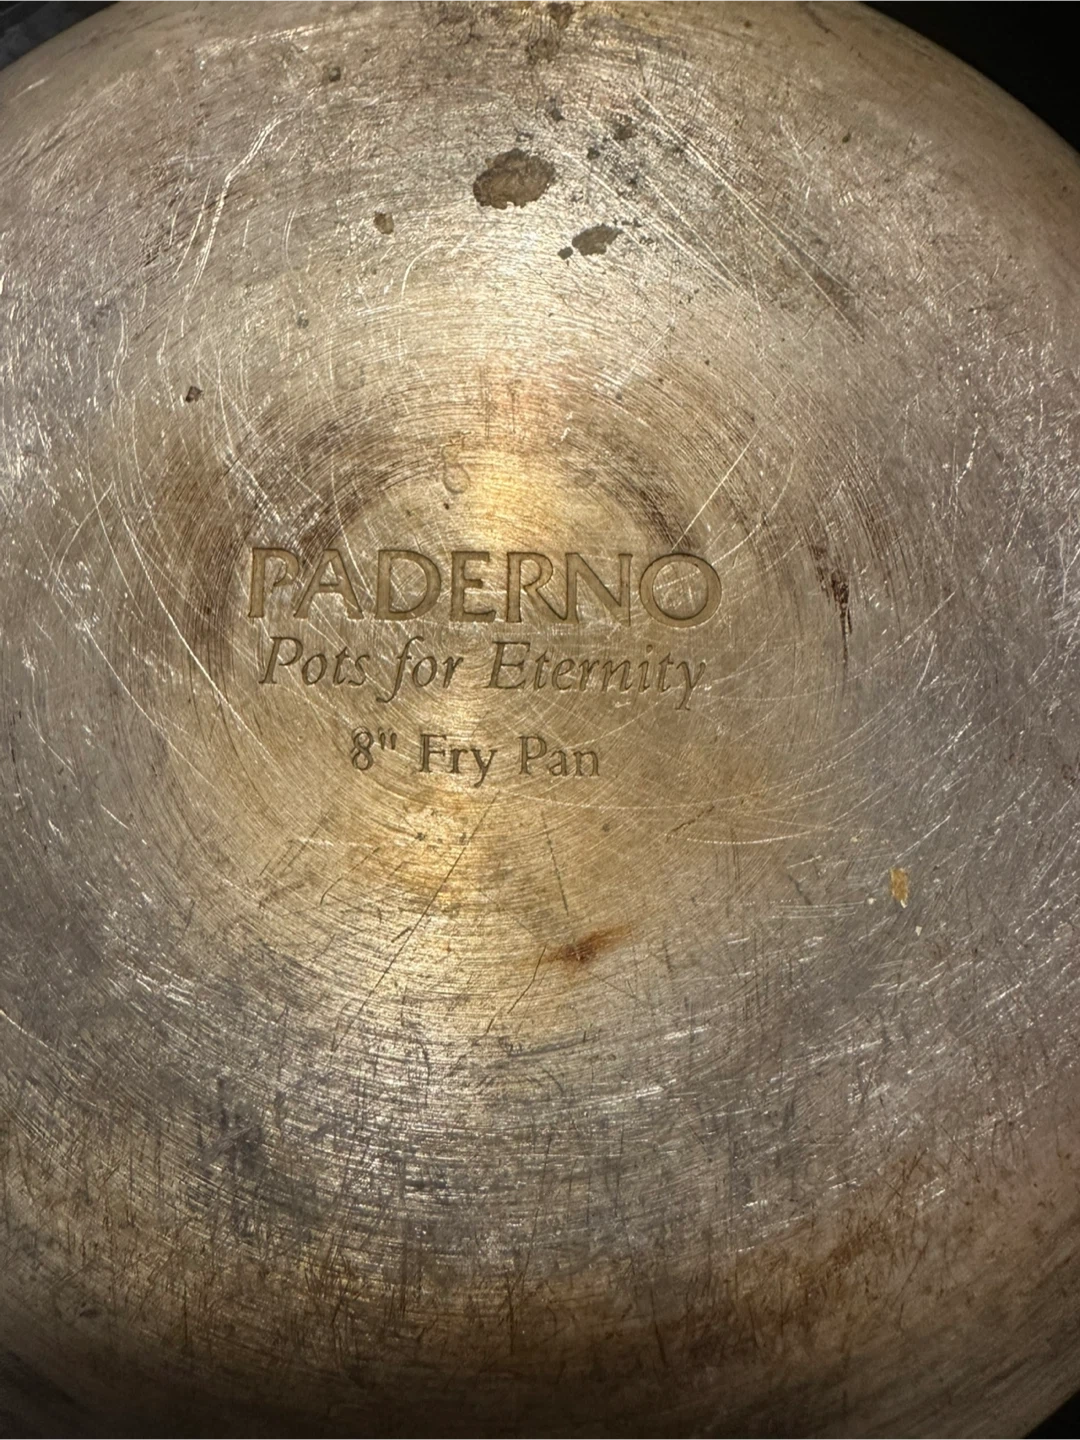 PADERNO
Pots for Eternity
8" Fry Pan